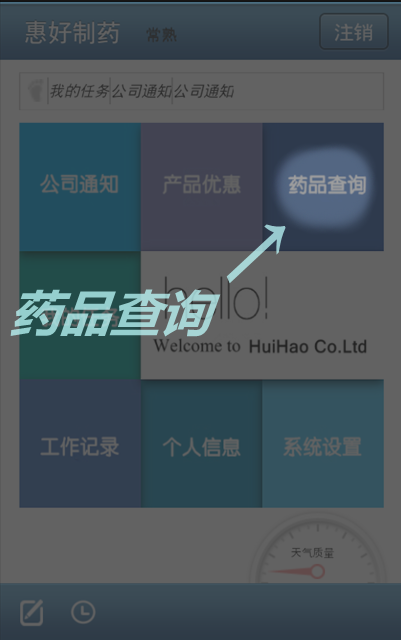 惠好制药 常熟 注销
我的任务 公司通知 公司通知
公司通知 产品优惠 药品查询
药品查询
hello!
Welcome to HuiHao Co.Ltd
工作记录 个人信息 系统设置
天气质量